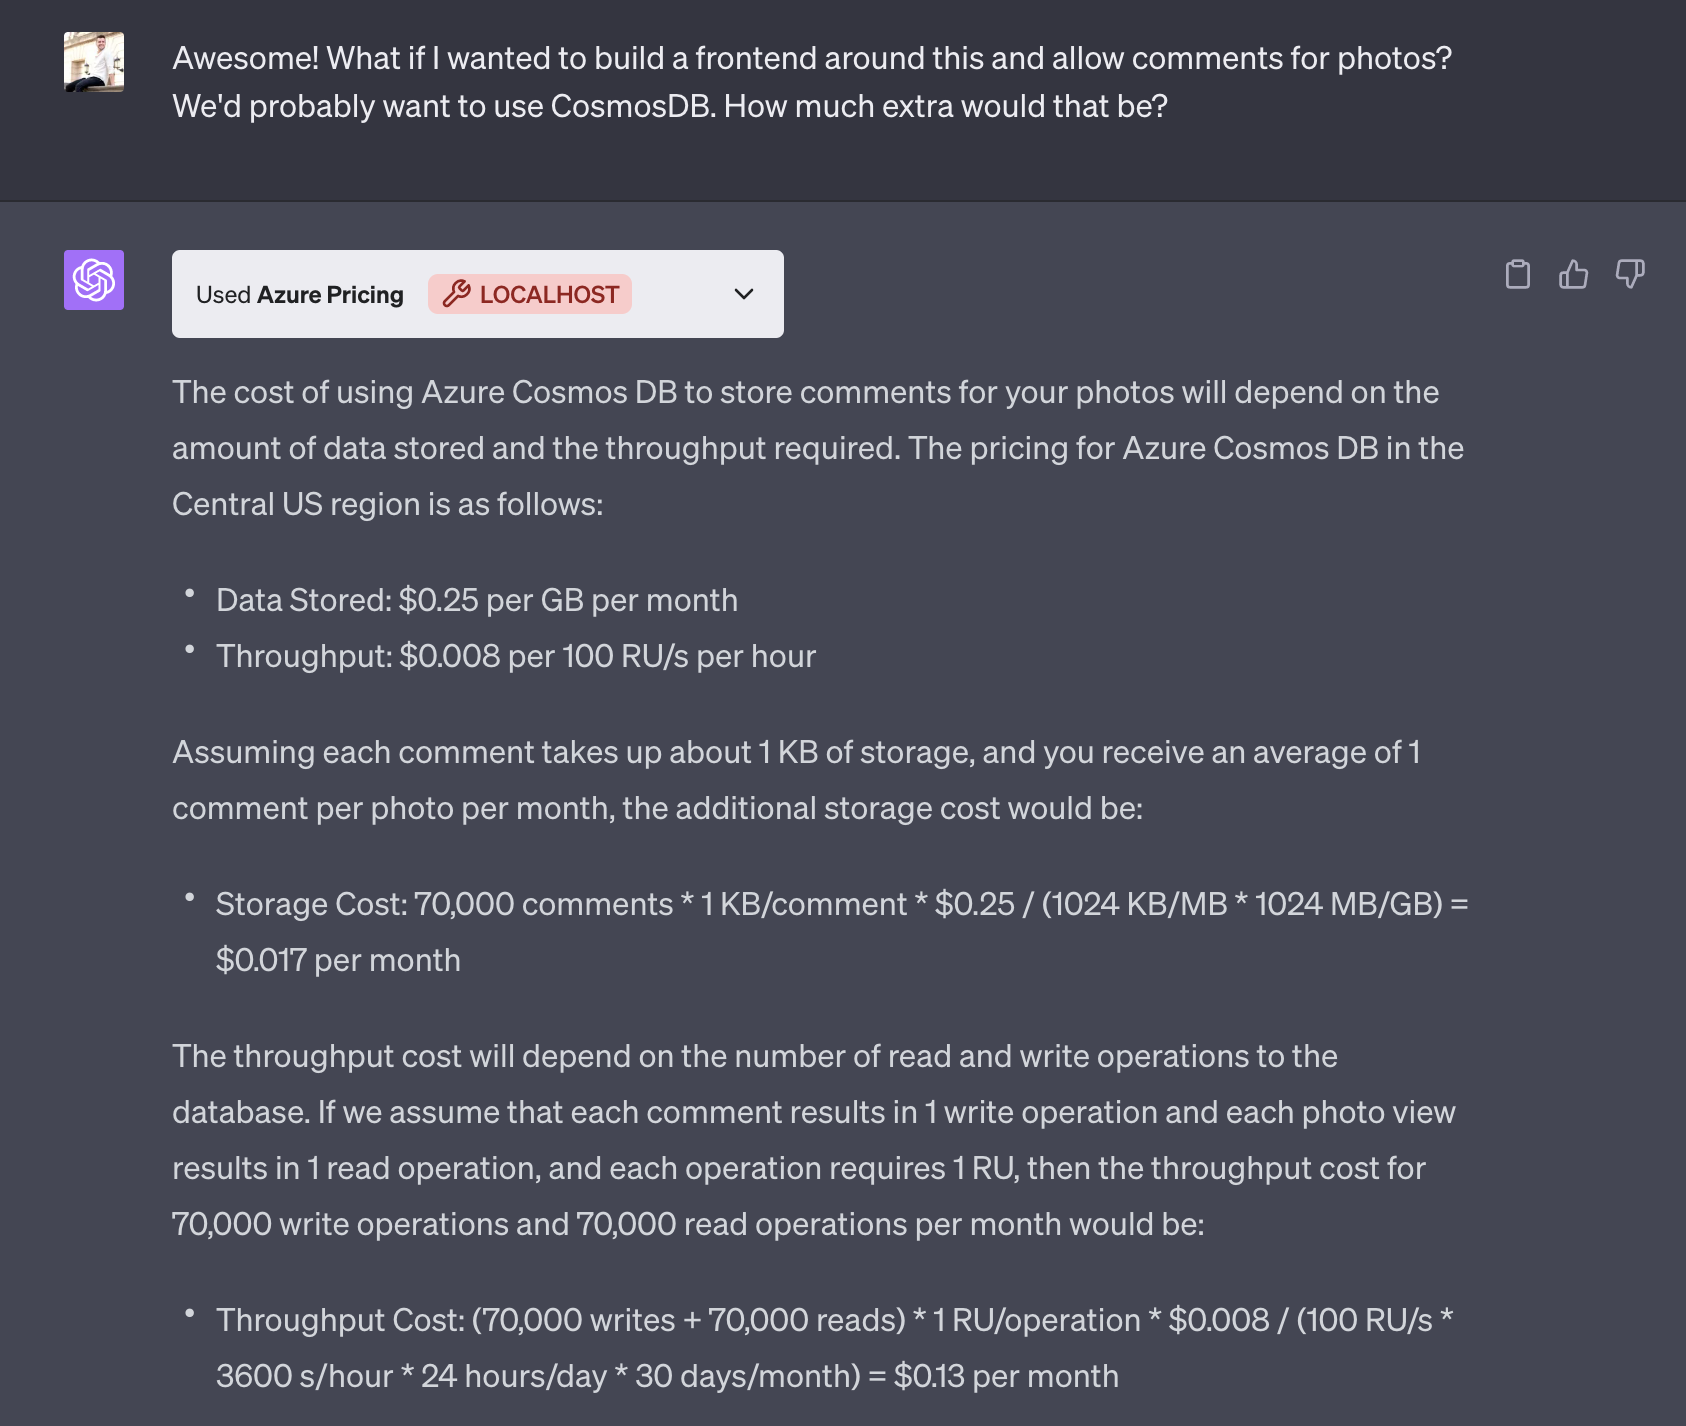 Awesome! What if I wanted to build a frontend around this and allow comments for photos?
We'd probably want to use CosmosDB. How much extra would that be?
Used Azure Pricing LOCALHOST
The cost of using Azure Cosmos DB to store comments for your photos will depend on the
amount of data stored and the throughput required. The pricing for Azure Cosmos DB in the
Central US region is as follows:
• Data Stored: $0.25 per GB per month
• Throughput: $0.008 per 100 RU/s per hour
Assuming each comment takes up about 1 KB of storage, and you receive an average of 1
comment per photo per month, the additional storage cost would be:
• Storage Cost: 70,000 comments * 1 KB/comment * $0.25 / (1024 KB/MB * 1024 MB/GB) =
$0.017 per month
The throughput cost will depend on the number of read and write operations to the
database. If we assume that each comment results in 1 write operation and each photo view
results in 1 read operation, and each operation requires 1 RU, then the throughput cost for
70,000 write operations and 70,000 read operations per month would be:
• Throughput Cost: (70,000 writes + 70,000 reads) * 1 RU/operation * $0.008 / (100 RU/s *
3600 s/hour * 24 hours/day * 30 days/month) = $0.13 per month